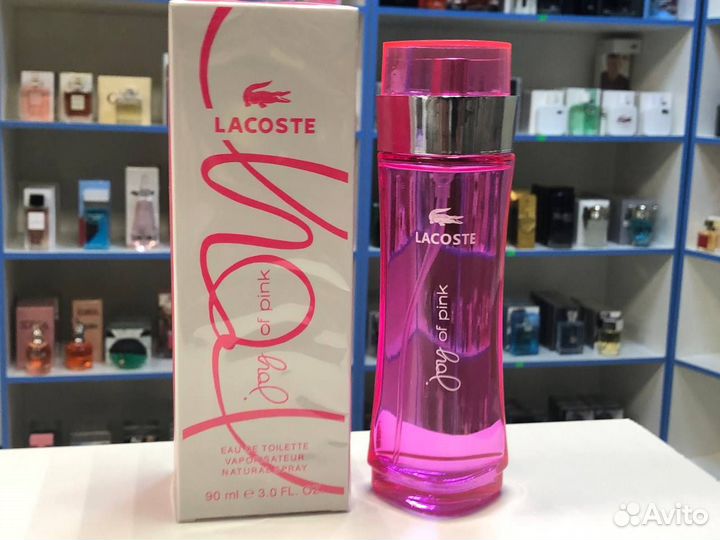 LACOSTE
of pink
EAU DE TOILETTE
VAPORISATEUR
NATURAL SPRAY
90 ml e 3.0 FL. OZ.
LACOSTE
joy of pink
Avito